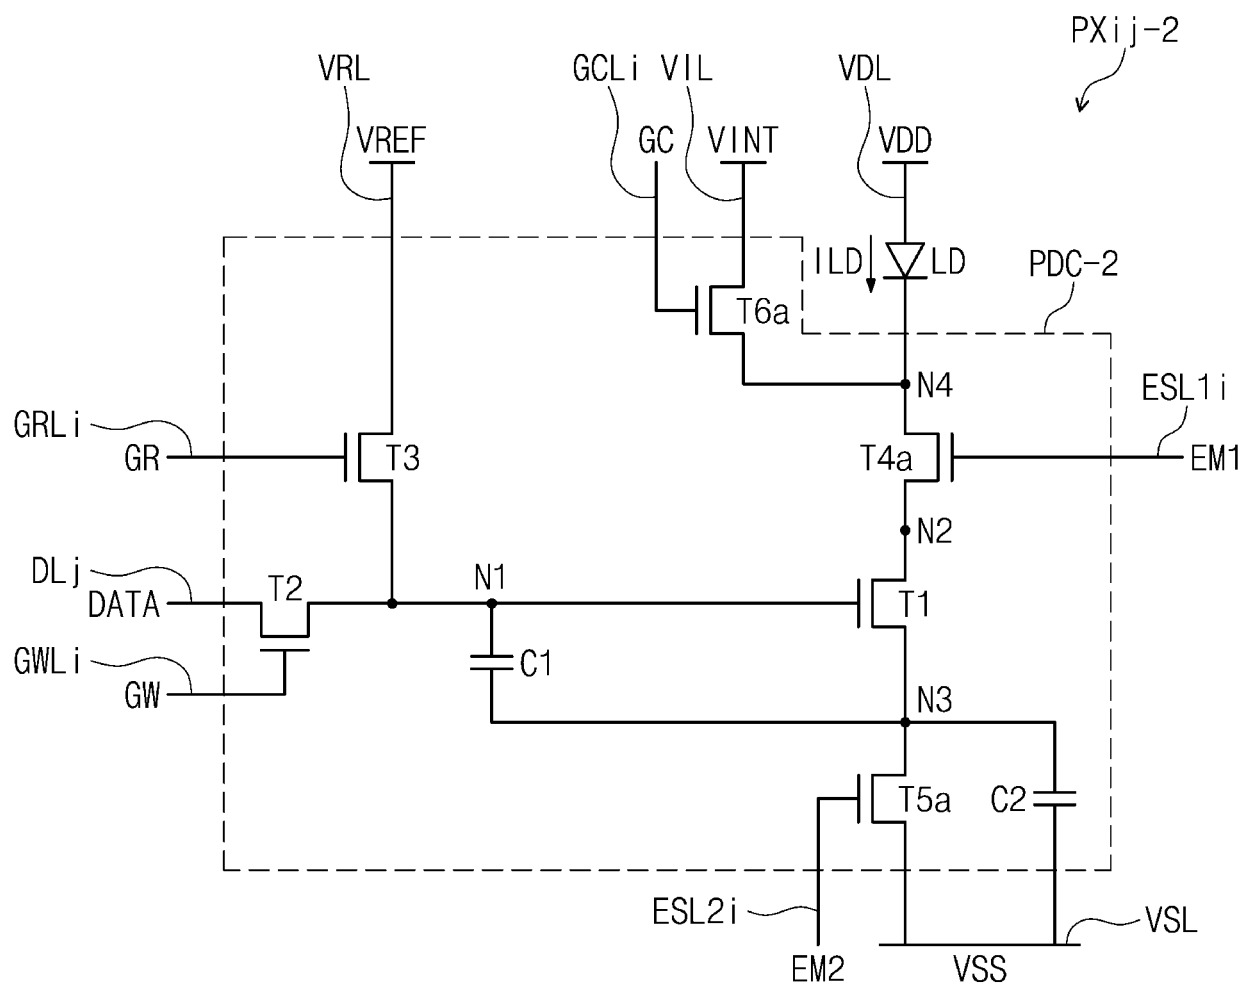 PXij-2
VRL
GCLi
VIL
VDL
VREF
GC
VINT
VDD
ILD
LD
PDC-2
T6a
N4
ESL1i
GRLi
GR
T3
T4a
EM1
N2
DLj
DATA
T2
N1
T1
GWLi
GW
C1
N3
T5a
C2
ESL2i
VSL
EM2
VSS